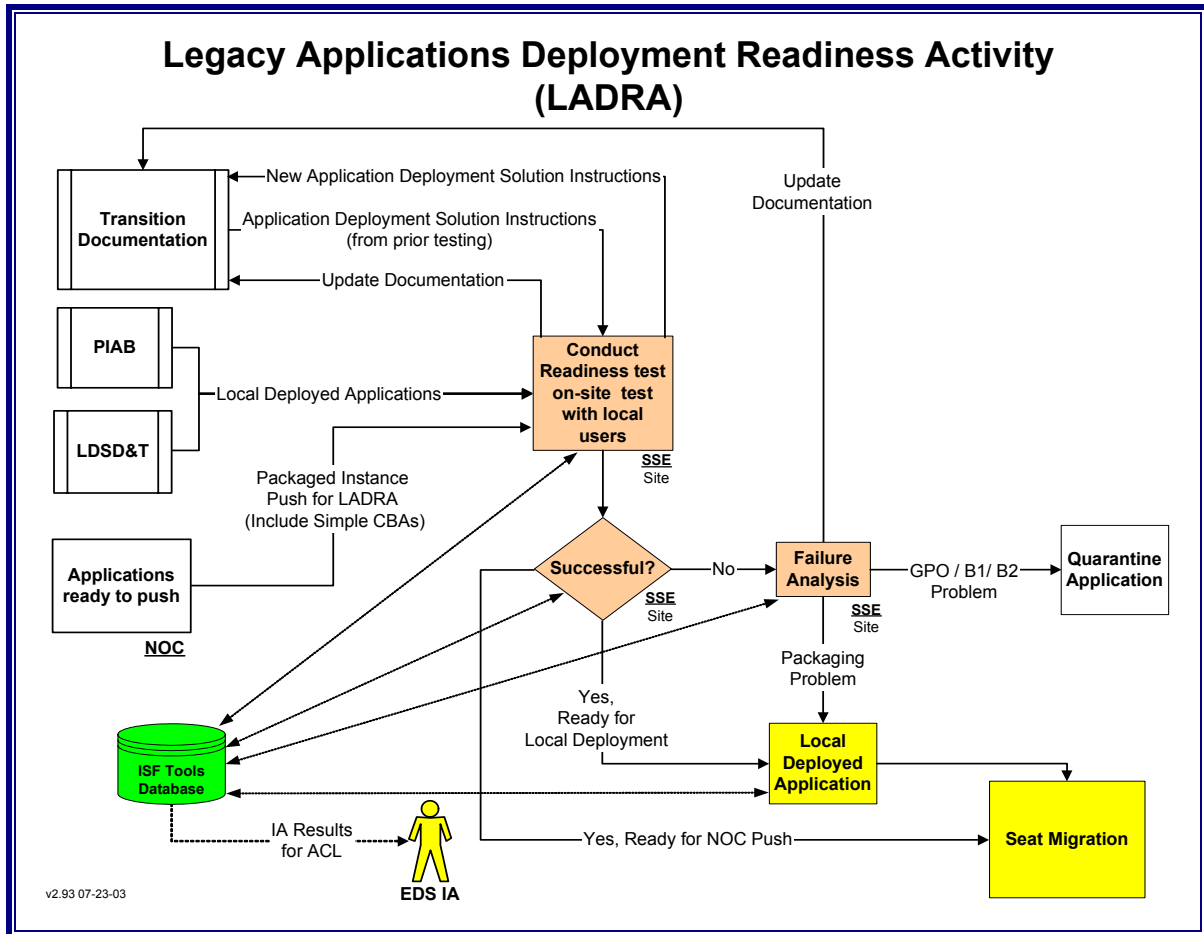 Legacy Applications Deployment Readiness Activity
(LADRA)
New Application Deployment Solution Instructions
Update
Documentation
Transition
Documentation
Application Deployment Solution Instructions
(from prior testing)
Update Documentation
PIAB
Conduct
Readiness test
on-site test
with local
users
Local Deployed Applications
LDSD&T
SSE
Site
Packaged Instance
Push for LADRA
(Include Simple CBAs)
Applications
ready to push
NOC
Successful?
SSE
Site
No
Failure
Analysis
SSE
Site
GPO / B1/ B2
Problem
Quarantine
Application
Packaging
Problem
Yes,
Ready for
Local Deployment
Local
Deployed
Application
ISF Tools
Database
IA Results
for ACL
EDS IA
Yes, Ready for NOC Push
Seat Migration
v2.93 07-23-03